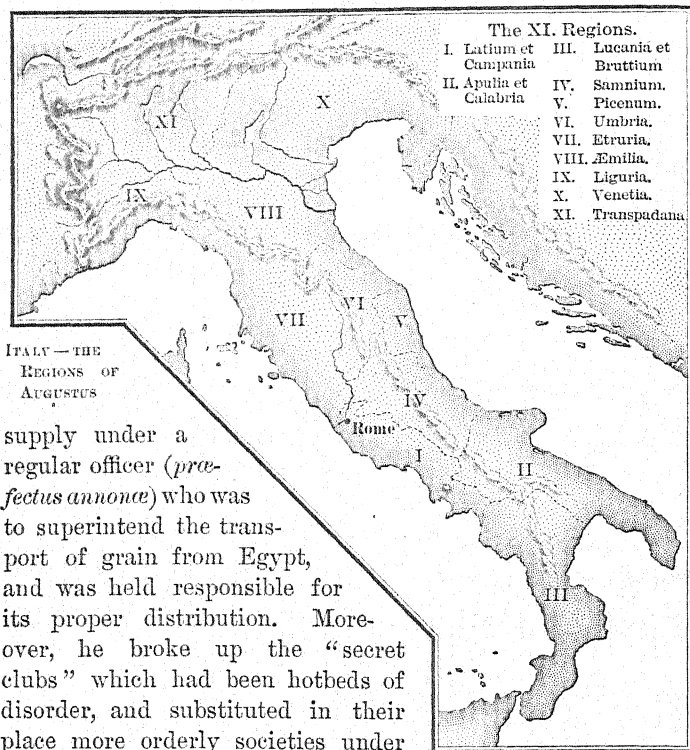 The XI. Regions.
I. Latium et
Campania
II. Apulia et
Calabria
III. Lucania et
Bruttium
IV. Samnium.
V. Picenum.
VI. Umbria.
VII. Etruria.
VIII. Æmilia.
IX. Liguria.
X. Venetia.
XI. Transpadana
X
XI
IX
VIII
VI
VII
V
IV
Rome
I
II
III
ITALY — THE
REGIONS OF
AUGUSTUS
supply under a
regular officer (præ-
fectus annonæ) who was
to superintend the trans-
port of grain from Egypt,
and was held responsible for
its proper distribution. More-
over, he broke up the “secret
clubs” which had been hotbeds of
disorder, and substituted in their
place more orderly societies under